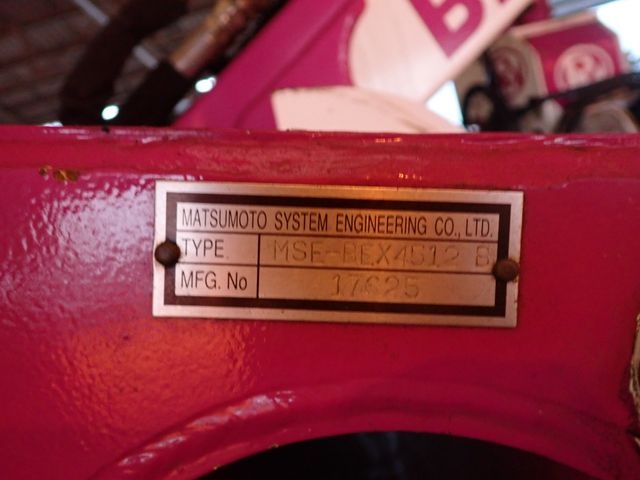 MATSUMOTO SYSTEM ENGINEERING CO., LTD.
TYPE MSE-BEX4512 B
MFG. No 17625